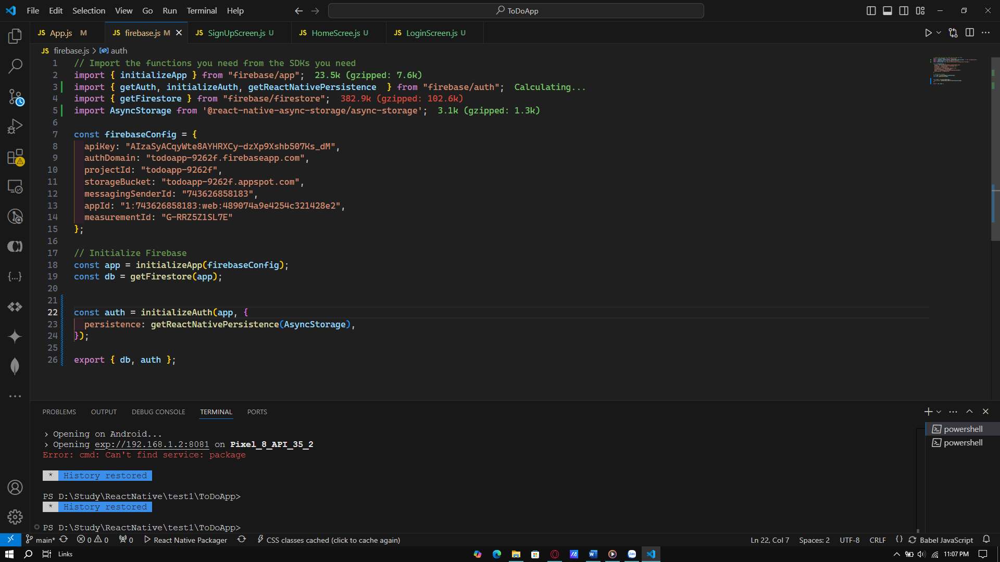 File Edit Selection View Go Run Terminal Help
ToDoApp
JS App.js M
JS firebase.js M
JS SignUpScreen.js U
JS HomeScree.js U
JS LoginScreen.js U
JS firebase.js > auth
1 // Import the functions you need from the SDKs you need
2 import { initializeApp } from "firebase/app"; 23.5k (gzipped: 7.6k)
3 import { getAuth, initializeAuth, getReactNativePersistence } from "firebase/auth"; Calculating...
4 import { getFirestore } from "firebase/firestore"; 382.9k (gzipped: 102.6k)
5 import AsyncStorage from '@react-native-async-storage/async-storage'; 3.1k (gzipped: 1.3k)
6
7 const firebaseConfig = {
8 apiKey: "AIzaSyACqyWte8AYHRXCy-dzXp9Xshb507Ks_dM",
9 authDomain: "todoapp-9262f.firebaseapp.com",
10 projectId: "todoapp-9262f",
11 storageBucket: "todoapp-9262f.appspot.com",
12 messagingSenderId: "743626858183",
13 appId: "1:743626858183:web:489074a9e4254c321428e2",
14 measurementId: "G-RRZ5Z1SL7E"
15 };
16
17 // Initialize Firebase
18 const app = initializeApp(firebaseConfig);
19 const db = getFirestore(app);
20
21
22 const auth = initializeAuth(app, {
23 persistence: getReactNativePersistence(AsyncStorage),
24 });
25
26 export { db, auth };
PROBLEMS OUTPUT DEBUG CONSOLE TERMINAL PORTS
› Opening on Android...
› Opening exp://192.168.1.2:8081 on Pixel_8_API_35_2
Error: cmd: Can't find service: package
* History restored
PS D:\Study\ReactNative\test1\ToDoApp>
* History restored
PS D:\Study\ReactNative\test1\ToDoApp>
powershell
powershell
main* 0 0 0 React Native Packager CSS classes cached (click to cache again)
Ln 22, Col 7 Spaces: 2 UTF-8 CRLF {} Babel JavaScript
Links
11:07 PM